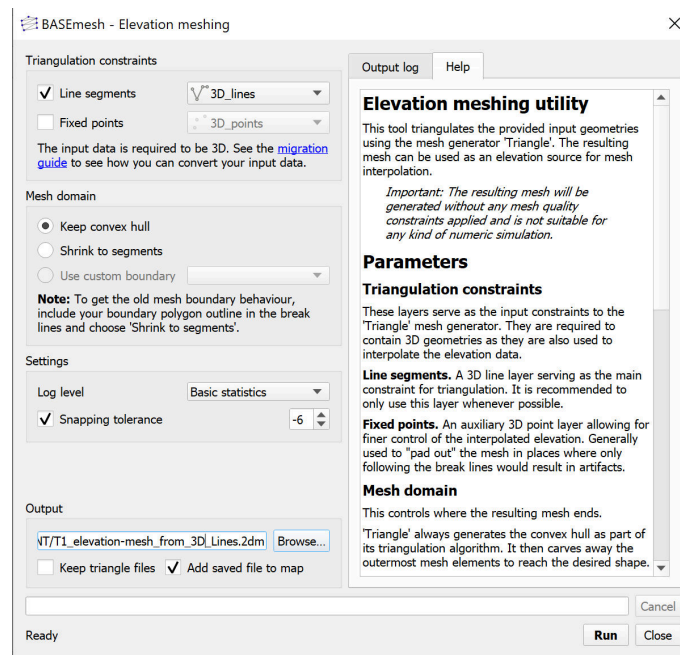 BASEmesh - Elevation meshing
Triangulation constraints
Line segments
3D_lines
Fixed points
3D_points
The input data is required to be 3D. See the migration
guide to see how you can convert your input data.
Mesh domain
Keep convex hull
Shrink to segments
Use custom boundary
Note: To get the old mesh boundary behaviour,
include your boundary polygon outline in the break
lines and choose 'Shrink to segments'.
Settings
Log level
Basic statistics
Snapping tolerance
-6
Output
NT/T1_elevation-mesh_from_3D_Lines.2dm
Browse...
Keep triangle files
Add saved file to map
Output log
Help
Elevation meshing utility
This tool triangulates the provided input geometries
using the mesh generator 'Triangle'. The resulting
mesh can be used as an elevation source for mesh
interpolation.
Important: The resulting mesh will be
generated without any mesh quality
constraints applied and is not suitable for
any kind of numeric simulation.
Parameters
Triangulation constraints
These layers serve as the input constraints to the
'Triangle' mesh generator. They are required to
contain 3D geometries as they are also used to
interpolate the elevation data.
Line segments. A 3D line layer serving as the main
constraint for triangulation. It is recommended to
only use this layer whenever possible.
Fixed points. An auxiliary 3D point layer allowing for
finer control of the interpolated elevation. Generally
used to "pad out" the mesh in places where only
following the break lines would result in artifacts.
Mesh domain
This controls where the resulting mesh ends.
'Triangle' always generates the convex hull as part of
its triangulation algorithm. It then carves away the
outermost mesh elements to reach the desired shape.
Cancel
Ready
Run
Close